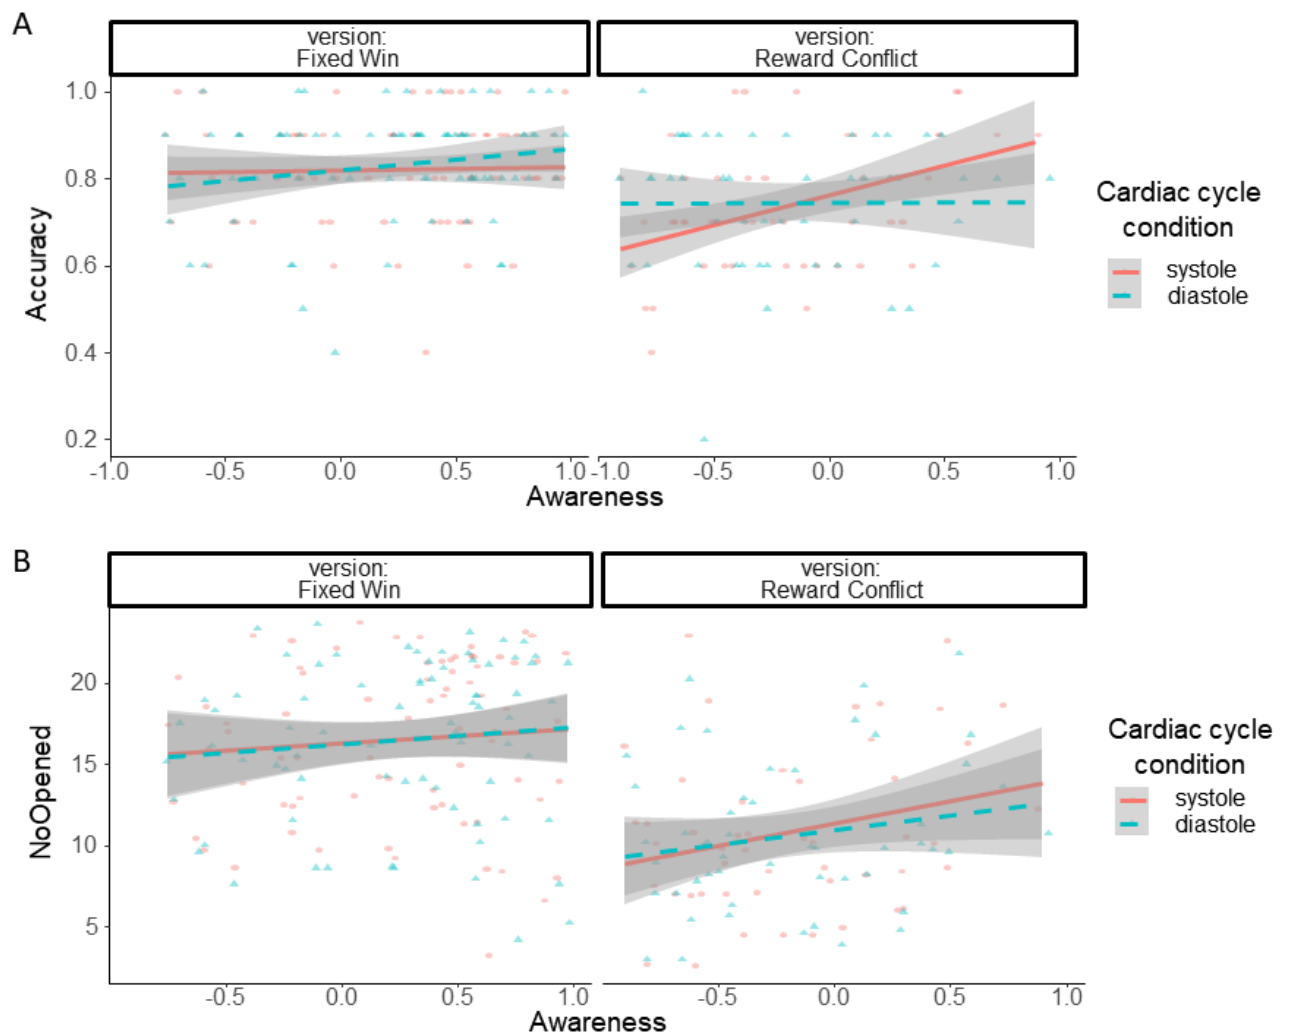 A
version:
Fixed Win
version:
Reward Conflict
1.0
0.8
0.6
0.4
0.2
Accuracy
-1.0 -0.5 0.0 0.5 1.0 -1.0 -0.5 0.0 0.5 1.0
Awareness
Cardiac cycle
condition
systole
diastole
B
version:
Fixed Win
version:
Reward Conflict
20
15
10
5
NoOpened
-0.5 0.0 0.5 1.0 -0.5 0.0 0.5 1.0
Awareness
Cardiac cycle
condition
systole
diastole